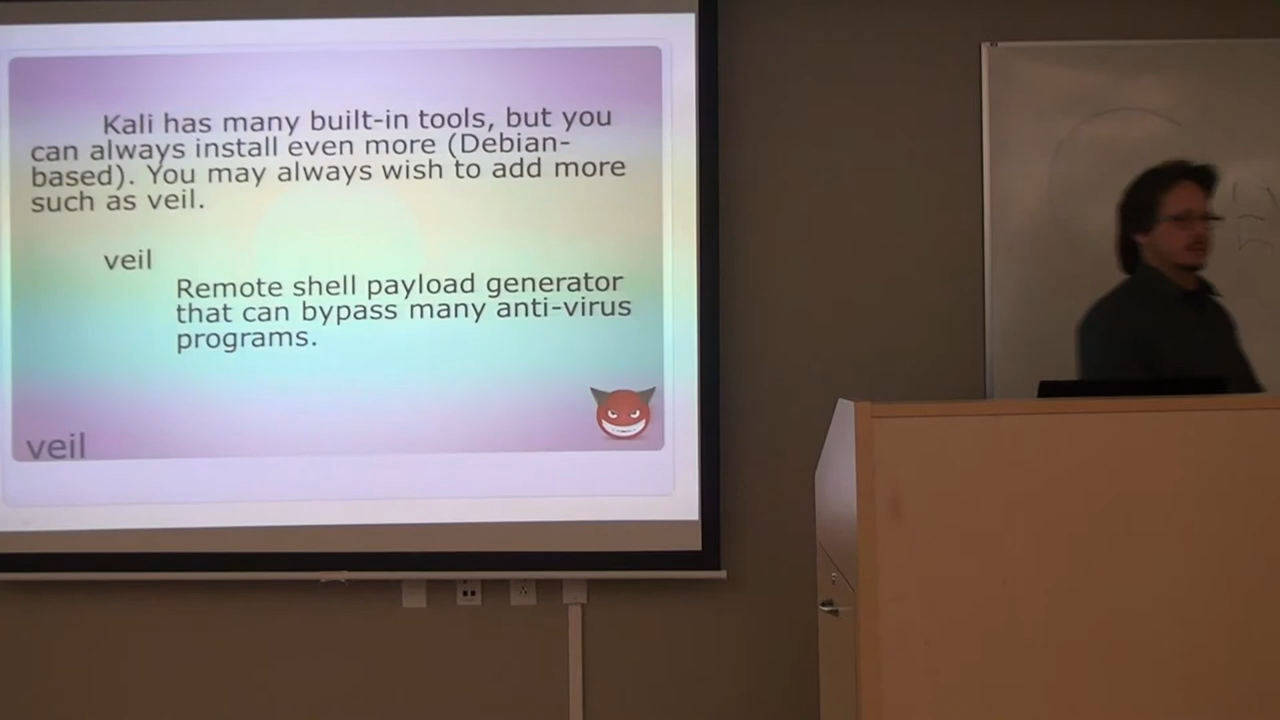 Kali has many built-in tools, but you
can always install even more (Debian-
based). You may always wish to add more
such as veil.
veil
Remote shell payload generator
that can bypass many anti-virus
programs.
veil